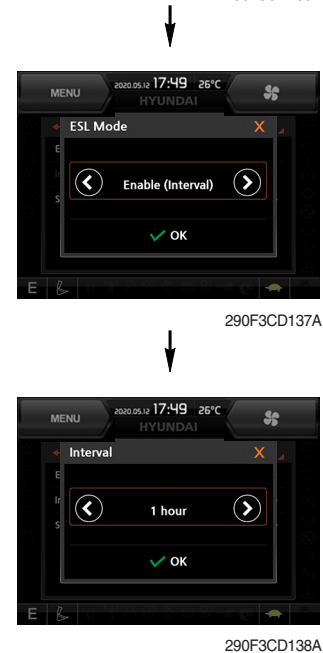 MENU
2020.05.12 17:49 26°C
HYUNDAI
ESL Mode X
E
S
Enable (Interval)
OK
E
290F3CD137A
MENU
2020.05.12 17:49 26°C
HYUNDAI
Interval X
E
In
S
1 hour
OK
E
290F3CD138A